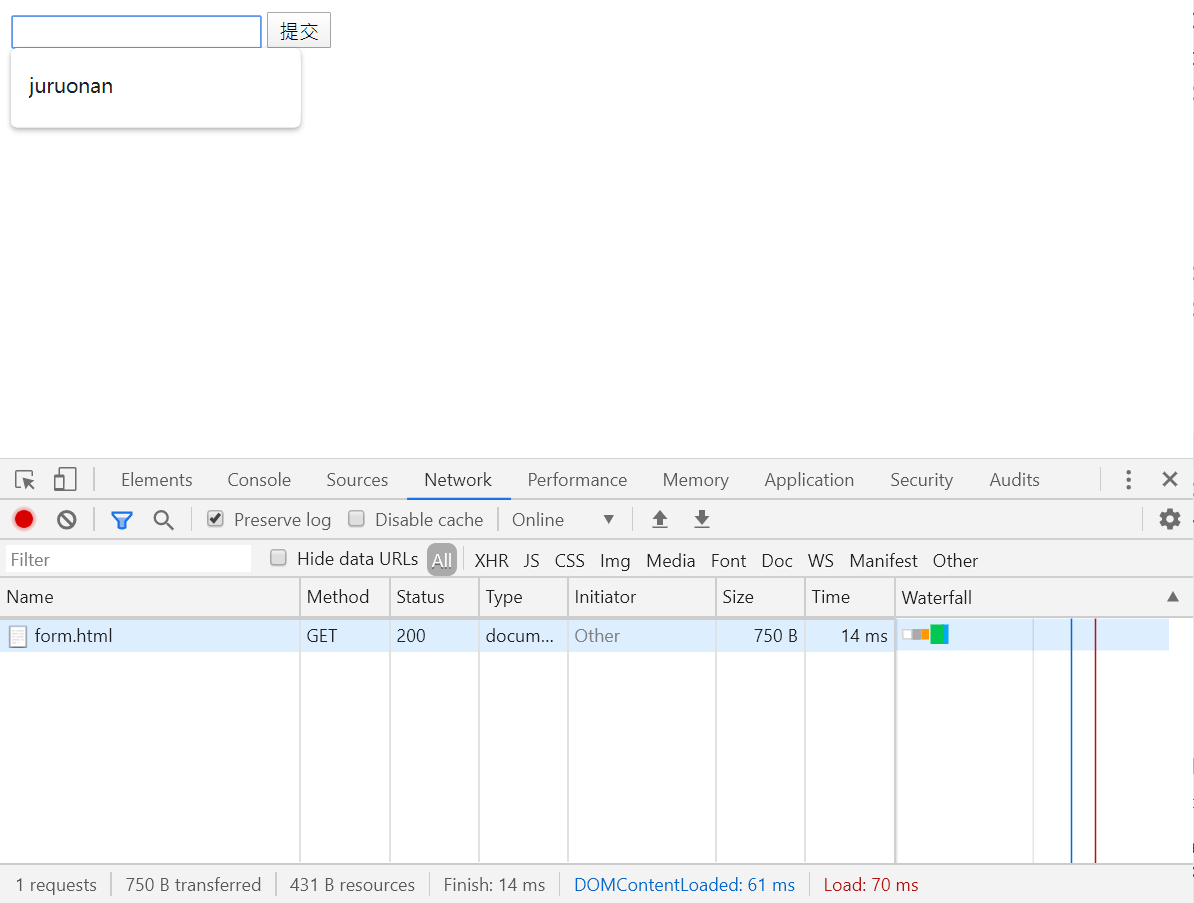 提交
juruonan
Elements Console Sources Network Performance Memory Application Security Audits
Preserve log Disable cache Online
Filter Hide data URLs All XHR JS CSS Img Media Font Doc WS Manifest Other
Name Method Status Type Initiator Size Time Waterfall
form.html GET 200 docum... Other 750 B 14 ms
1 requests 750 B transferred 431 B resources Finish: 14 ms DOMContentLoaded: 61 ms Load: 70 ms